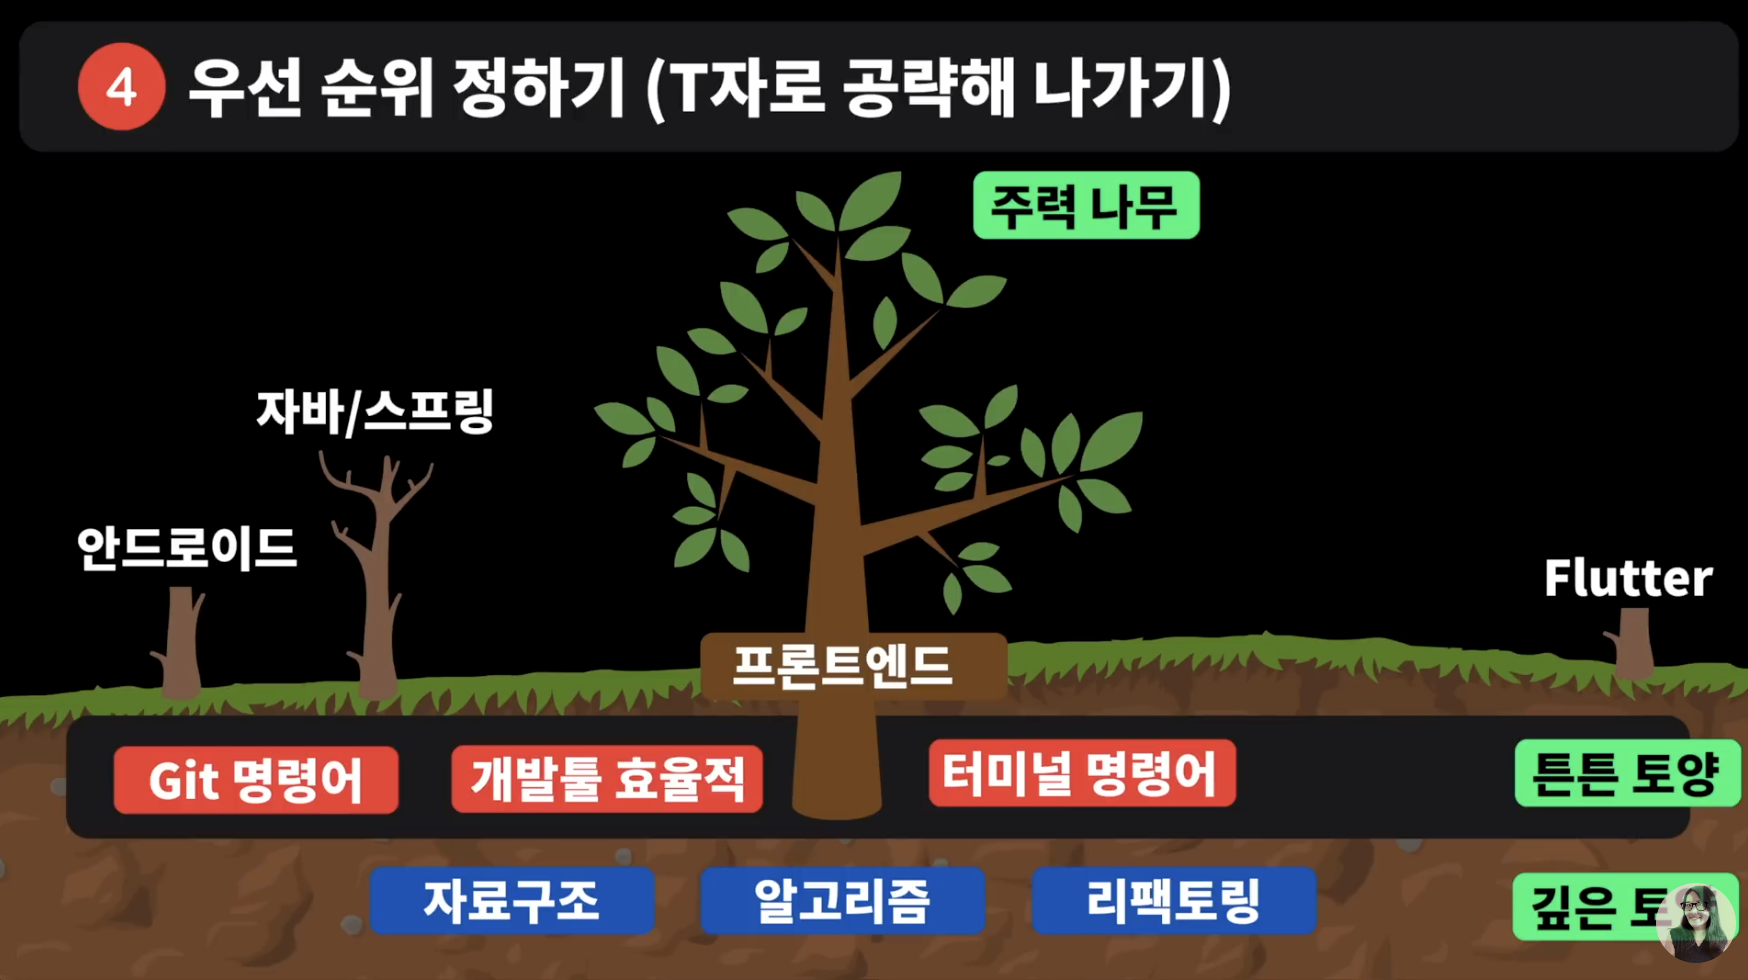 4 우선 순위 정하기 (T자로 공략해 나가기)
주력 나무
자바/스프링
안드로이드
Flutter
프론트엔드
Git 명령어
개발툴 효율적
터미널 명령어
튼튼 토양
자료구조
알고리즘
리팩토링
깊은